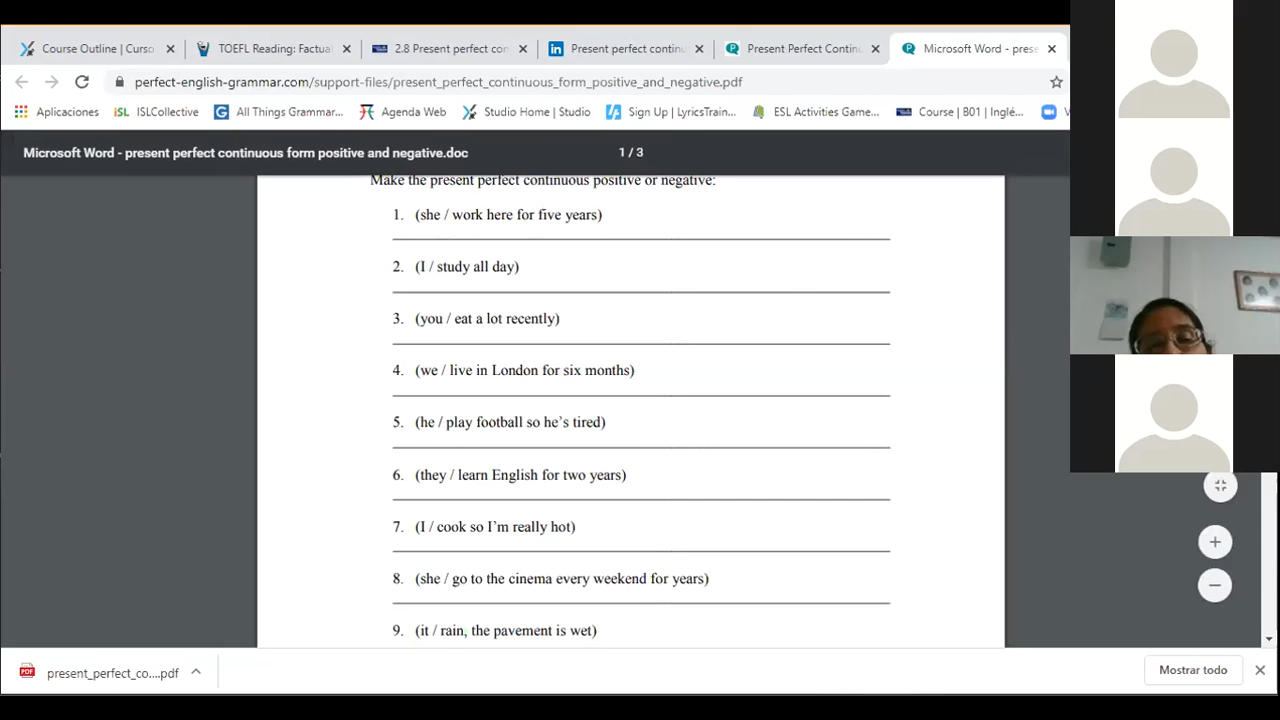 Course Outline | Curso
TOEFL Reading: Factual
2.8 Present perfect con
Present perfect continu
Present Perfect Contin
Microsoft Word - prese
perfect-english-grammar.com/support-files/present_perfect_continuous_form_positive_and_negative.pdf
Aplicaciones
iSL ISLCollective
All Things Grammar...
Agenda Web
Studio Home | Studio
Sign Up | LyricsTrain...
ESL Activities Game...
Course | B01 | Inglé...
Microsoft Word - present perfect continuous form positive and negative.doc
1 / 3
Make the present perfect continuous positive or negative:
1. (she / work here for five years)
2. (I / study all day)
3. (you / eat a lot recently)
4. (we / live in London for six months)
5. (he / play football so he's tired)
6. (they / learn English for two years)
7. (I / cook so I'm really hot)
8. (she / go to the cinema every weekend for years)
9. (it / rain, the pavement is wet)
present_perfect_co....pdf
Mostrar todo